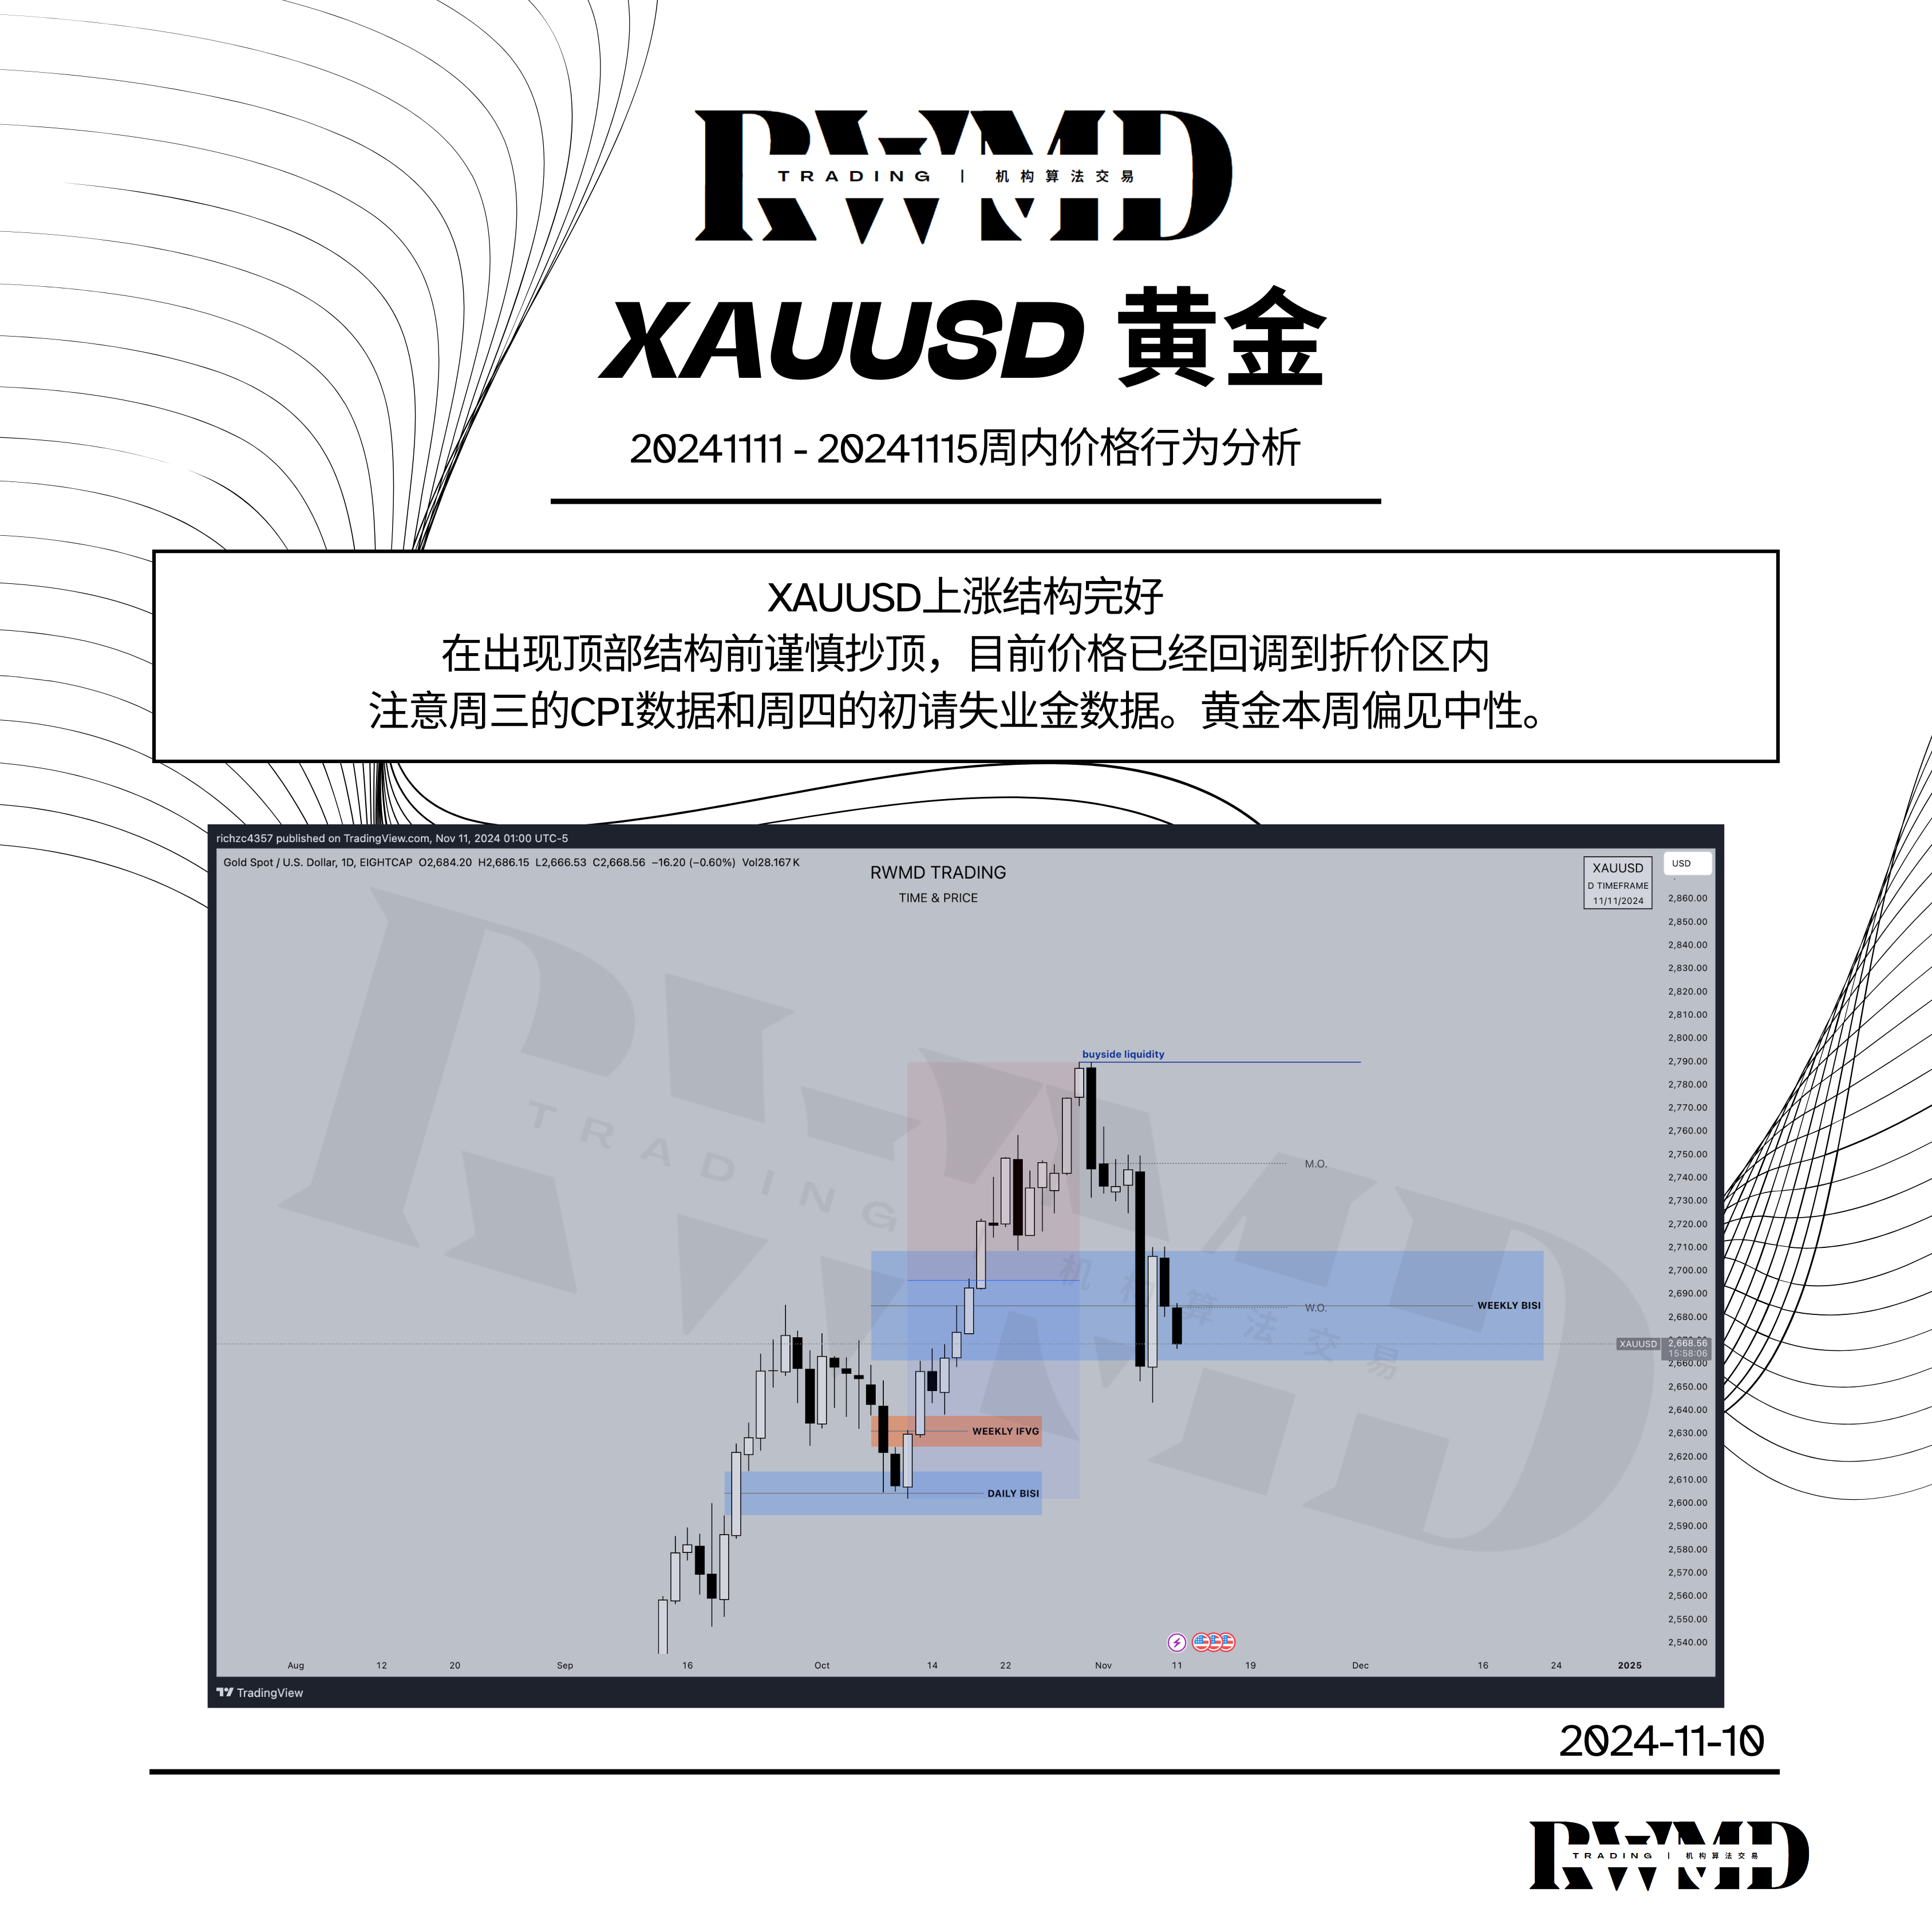 RWMD
TRADING | 机构算法交易
XAUUSD 黄金
20241111 - 20241115周内价格行为分析
XAUUSD上涨结构完好
在出现顶部结构前谨慎抄顶，目前价格已经回调到折价区内
注意周三的CPI数据和周四的初请失业金数据。黄金本周偏见中性。
richzc4357 published on TradingView.com, Nov 11, 2024 01:00 UTC-5
Gold Spot / U.S. Dollar, 1D, EIGHTCAP O2,684.20 H2,686.15 L2,666.53 C2,668.56 −16.20 (−0.60%) Vol28.167 K
RWMD TRADING
TIME & PRICE
XAUUSD
D TIMEFRAME
11/11/2024
USD
2,860.00
2,850.00
2,840.00
2,830.00
2,820.00
2,810.00
2,800.00
2,790.00
2,780.00
2,770.00
2,760.00
2,750.00
2,740.00
2,730.00
2,720.00
2,710.00
2,700.00
2,690.00
2,680.00
XAUUSD 2,668.56
15:58:06
2,660.00
2,650.00
2,640.00
2,630.00
2,620.00
2,610.00
2,600.00
2,590.00
2,580.00
2,570.00
2,560.00
2,550.00
2,540.00
buyside liquidity
M.O.
WEEKLY BISI
W.O.
WEEKLY IFVG
DAILY BISI
RWMD
TRADING 机构算法交易
Aug 12 20 Sep 16 Oct 14 22 Nov 11 19 Dec 16 24 2025
TradingView
2024-11-10
RWMD
TRADING | 机构算法交易